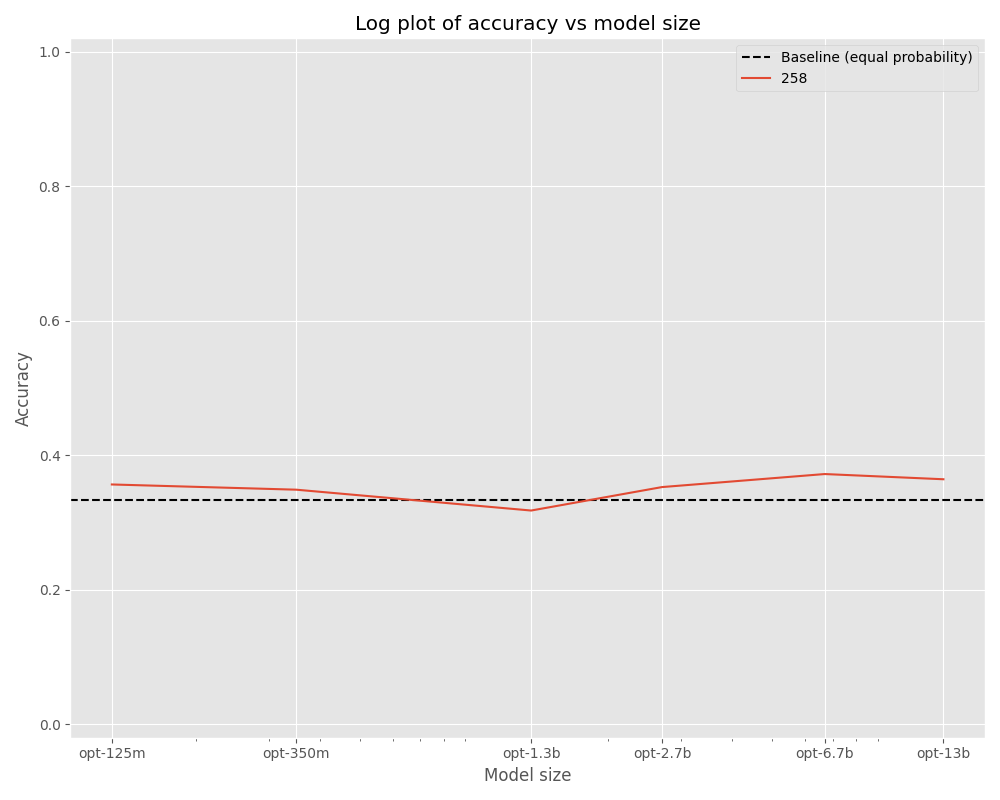 Log plot of accuracy vs model size
Baseline (equal probability)
258
1.0
0.8
0.6
0.4
0.2
0.0
Accuracy
opt-125m opt-350m opt-1.3b opt-2.7b opt-6.7b opt-13b
Model size